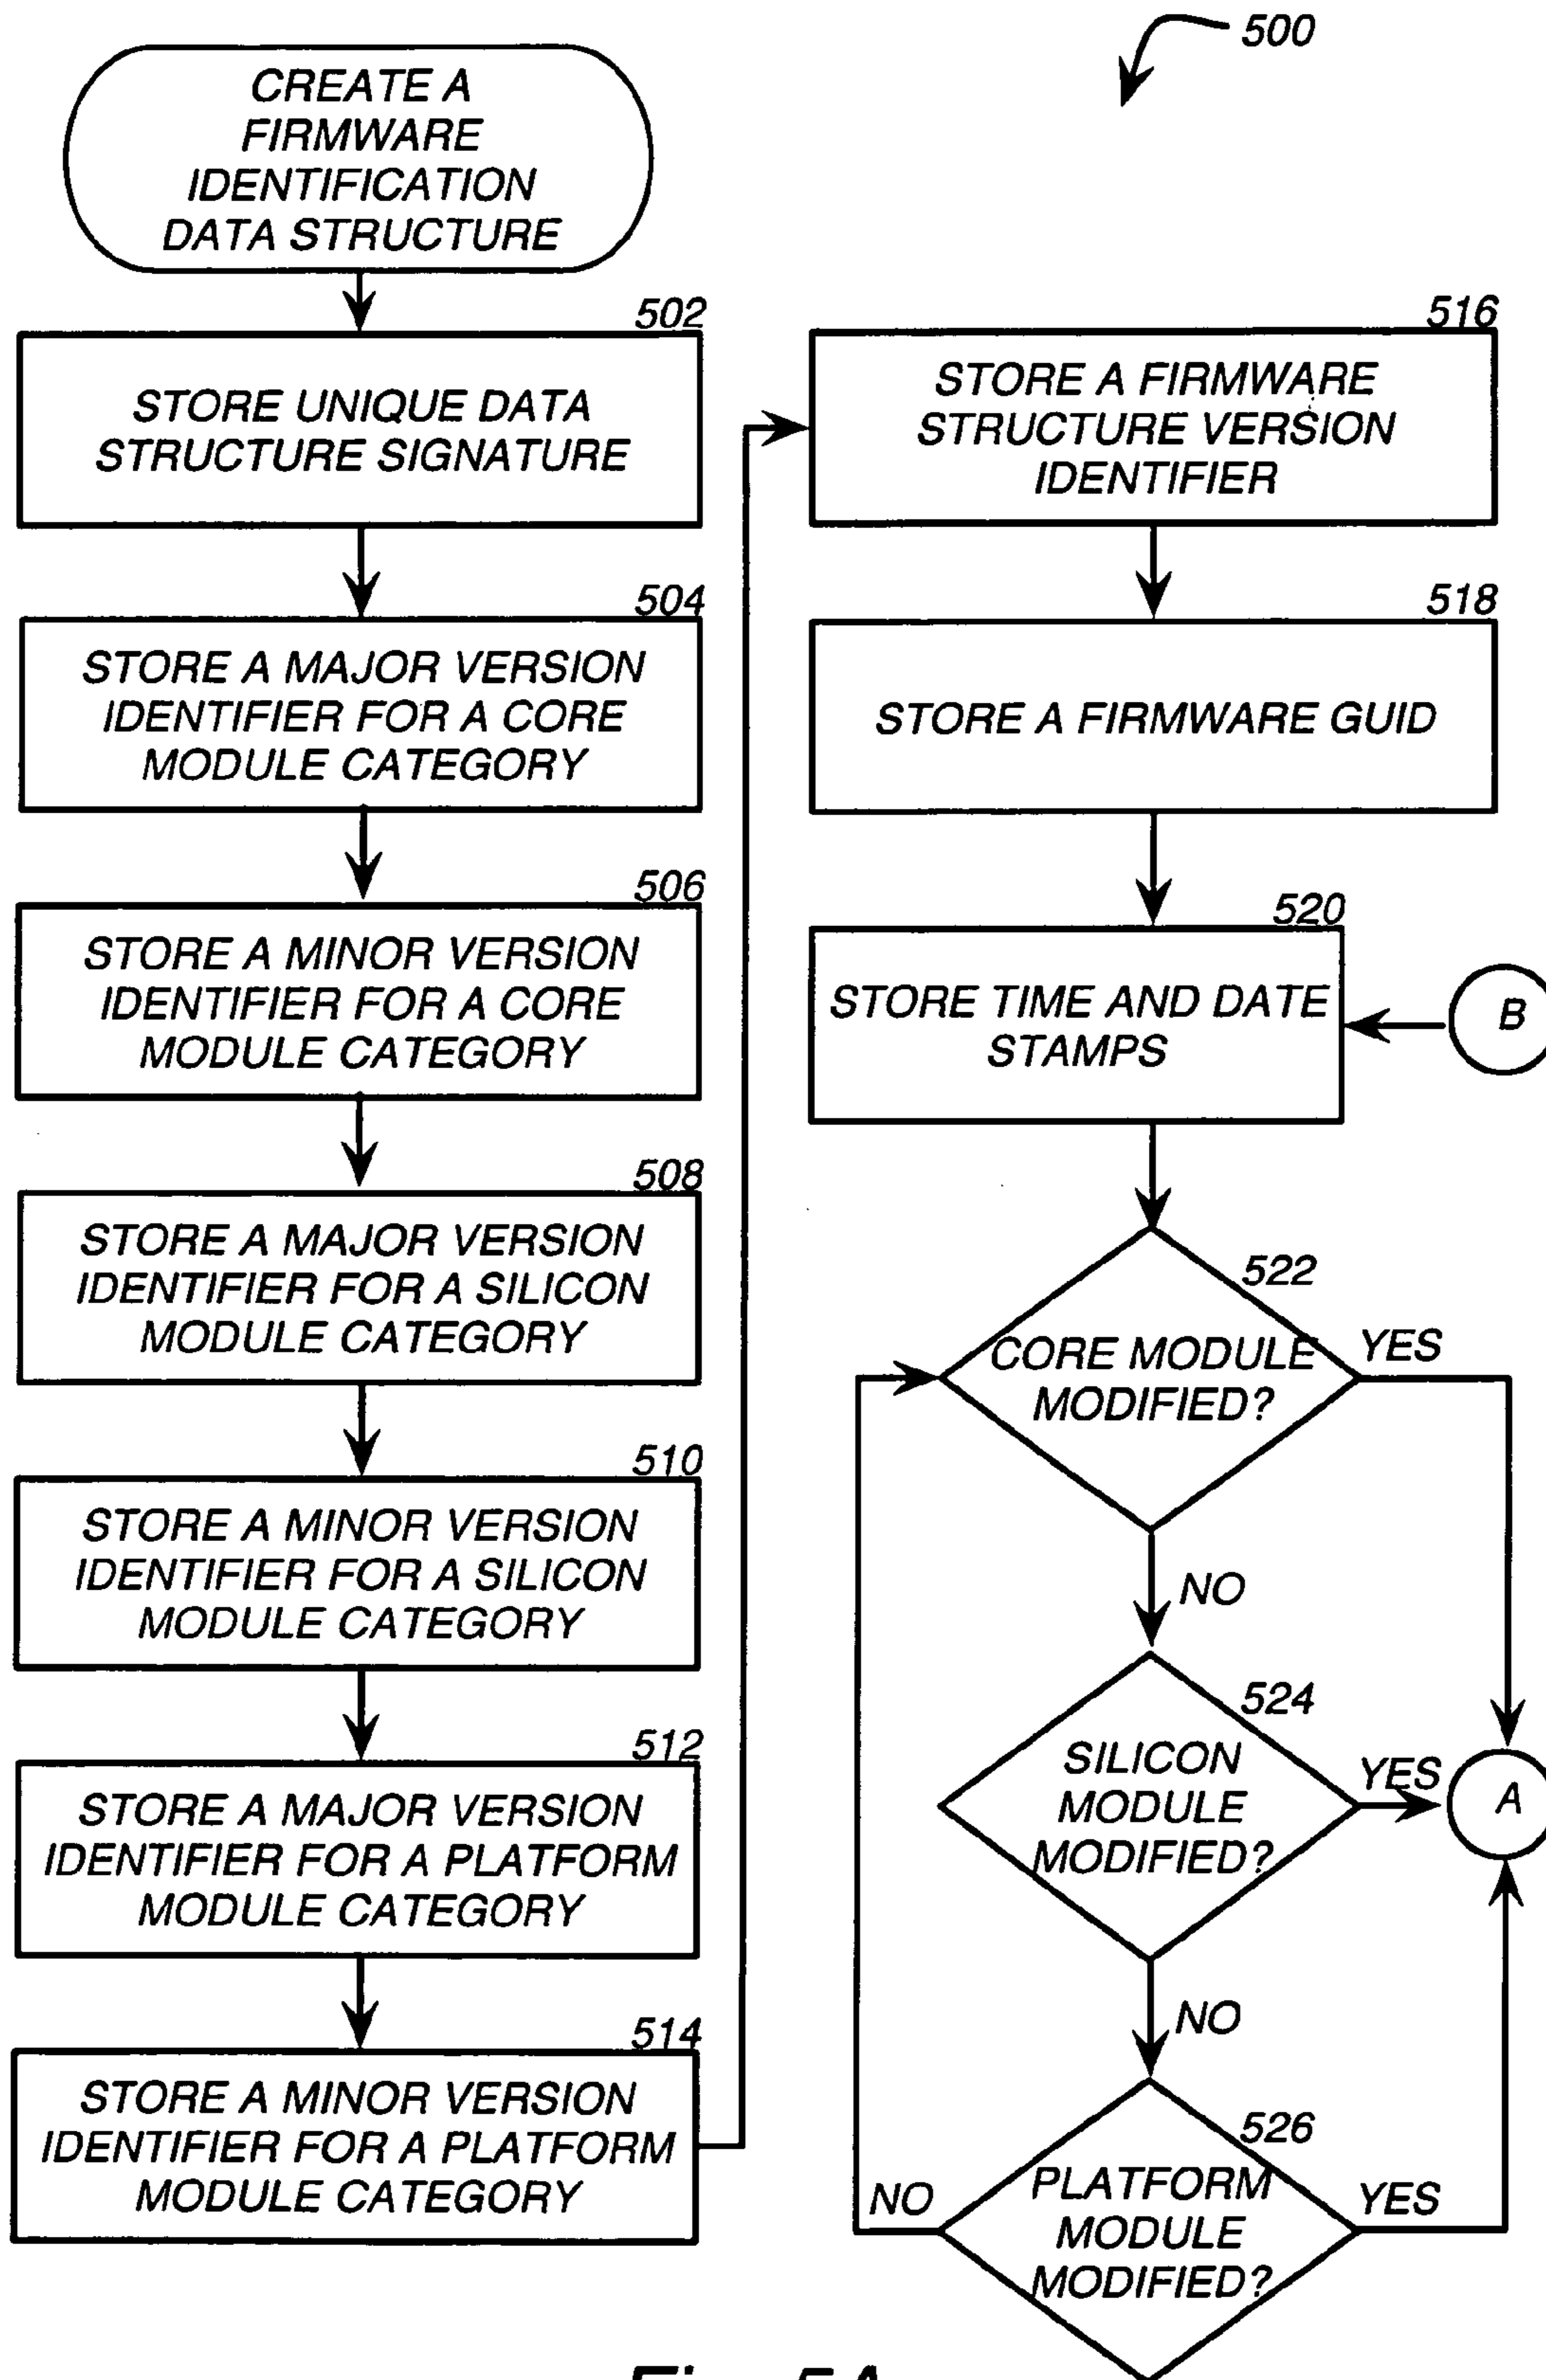 500
CREATE A
FIRMWARE
IDENTIFICATION
DATA STRUCTURE
502
STORE UNIQUE DATA
STRUCTURE SIGNATURE
504
STORE A MAJOR VERSION
IDENTIFIER FOR A CORE
MODULE CATEGORY
506
STORE A MINOR VERSION
IDENTIFIER FOR A CORE
MODULE CATEGORY
508
STORE A MAJOR VERSION
IDENTIFIER FOR A SILICON
MODULE CATEGORY
510
STORE A MINOR VERSION
IDENTIFIER FOR A SILICON
MODULE CATEGORY
512
STORE A MAJOR VERSION
IDENTIFIER FOR A PLATFORM
MODULE CATEGORY
514
STORE A MINOR VERSION
IDENTIFIER FOR A PLATFORM
MODULE CATEGORY
516
STORE A FIRMWARE
STRUCTURE VERSION
IDENTIFIER
518
STORE A FIRMWARE GUID
520
STORE TIME AND DATE
STAMPS
B
522
CORE MODULE
MODIFIED?
YES
NO
524
SILICON
MODULE
MODIFIED?
YES
A
NO
526
PLATFORM
MODULE
MODIFIED?
NO
YES
Fig. 5A